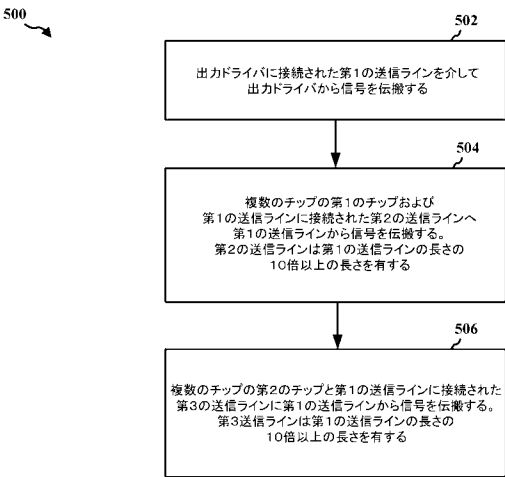 500
502
出力ドライバに接続された第1の送信ラインを介して
出力ドライバから信号を伝搬する
504
複数のチップの第1のチップおよび
第1の送信ラインに接続された第2の送信ラインへ
第1の送信ラインから信号を伝搬する。
第2の送信ラインは第1の送信ラインの長さの
10倍以上の長さを有する
506
複数のチップの第2のチップと第1の送信ラインに接続された
第3の送信ラインに第1の送信ラインから信号を伝搬する。
第3送信ラインは第1の送信ラインの長さの
10倍以上の長さを有する